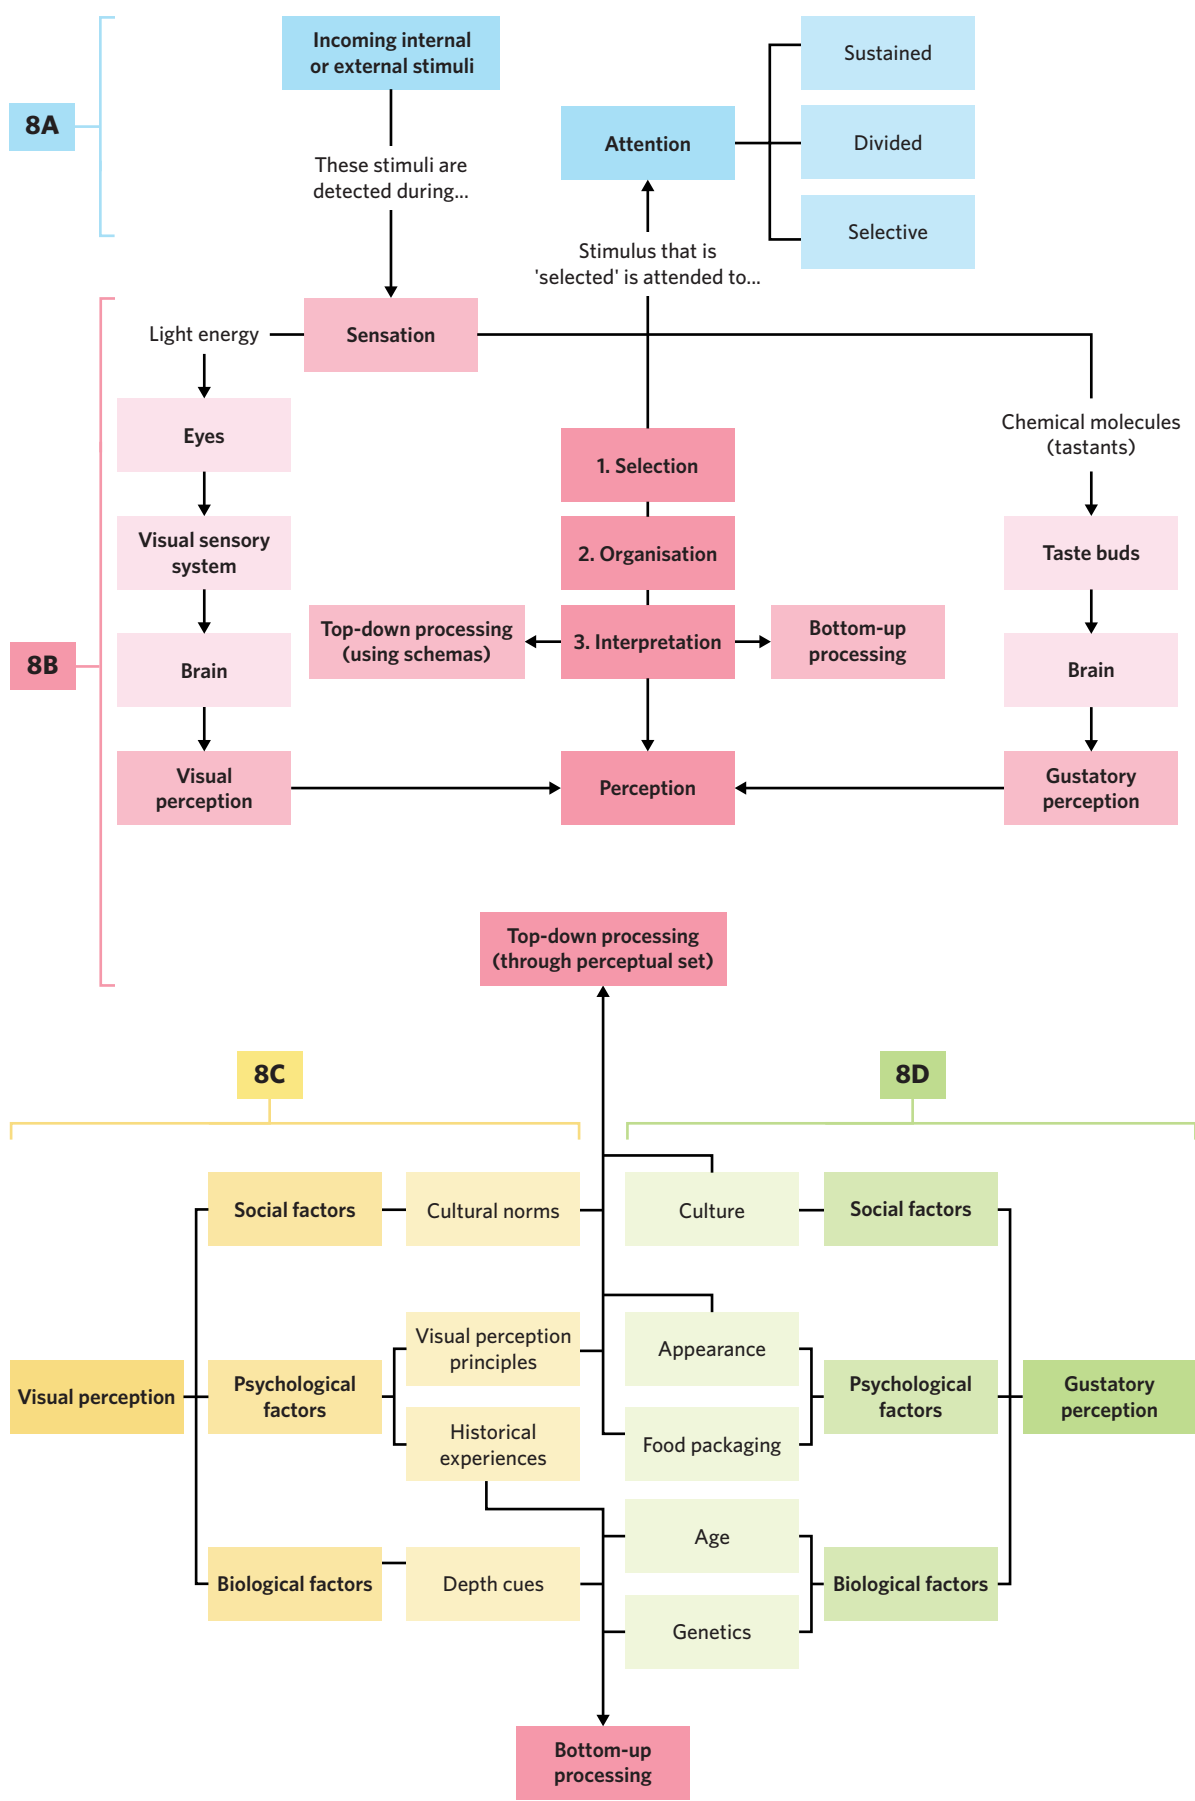 8A
Incoming internal
or external stimuli
These stimuli are
detected during...
Attention
Sustained
Divided
Selective
Stimulus that is
'selected' is attended to...
8B
Light energy
Sensation
Eyes
Visual sensory
system
Brain
Visual
perception
1. Selection
2. Organisation
3. Interpretation
Top-down processing
(using schemas)
Bottom-up
processing
Perception
Chemical molecules
(tastants)
Taste buds
Brain
Gustatory
perception
Top-down processing
(through perceptual set)
8C
8D
Visual perception
Social factors
Cultural norms
Psychological
factors
Visual perception
principles
Historical
experiences
Biological factors
Depth cues
Culture
Social factors
Appearance
Food packaging
Psychological
factors
Gustatory
perception
Age
Genetics
Biological factors
Bottom-up
processing